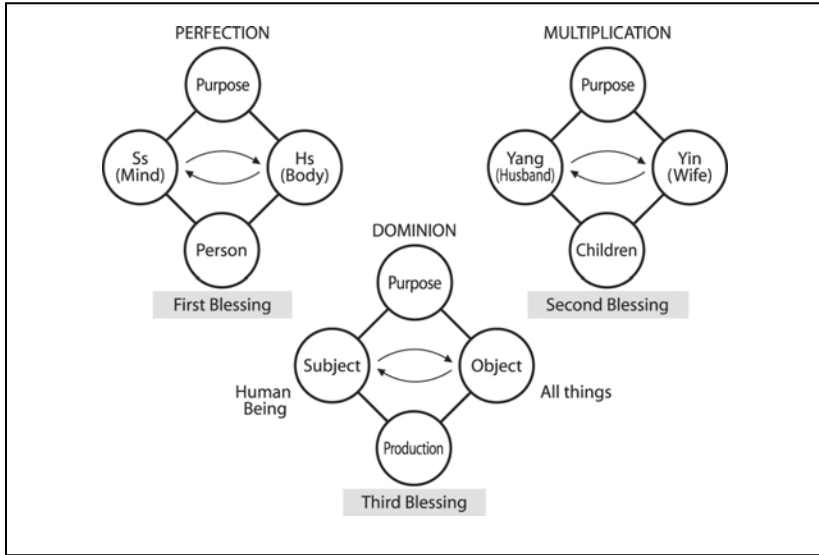 PERFECTION
Purpose
Ss
(Mind)
Hs
(Body)
Person
First Blessing
MULTIPLICATION
Purpose
Yang
(Husband)
Yin
(Wife)
Children
Second Blessing
DOMINION
Purpose
Subject
Object
Human
Being
All things
Production
Third Blessing